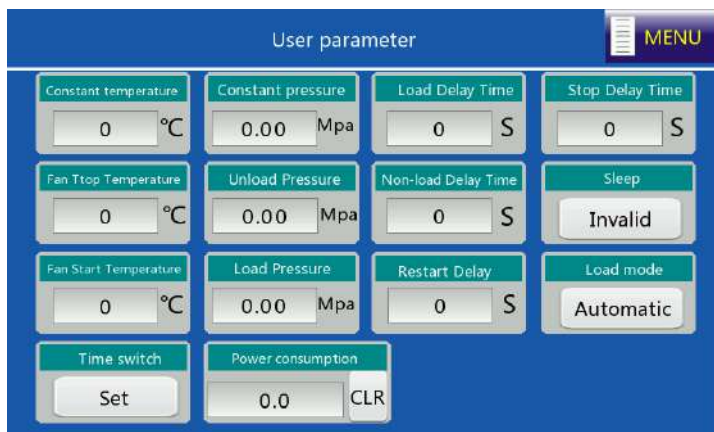 User parameter
MENU
Constant temperature
Constant pressure
Load Delay Time
Stop Delay Time
0 ℃
0.00 Mpa
0 S
0 S
Fan Ttop Temperature
Unload Pressure
Non-load Delay Time
Sleep
0 ℃
0.00 Mpa
0 S
Invalid
Fan Start Temperature
Load Pressure
Restart Delay
Load mode
0 ℃
0.00 Mpa
0 S
Automatic
Time switch
Power consumption
Set
0.0 CLR